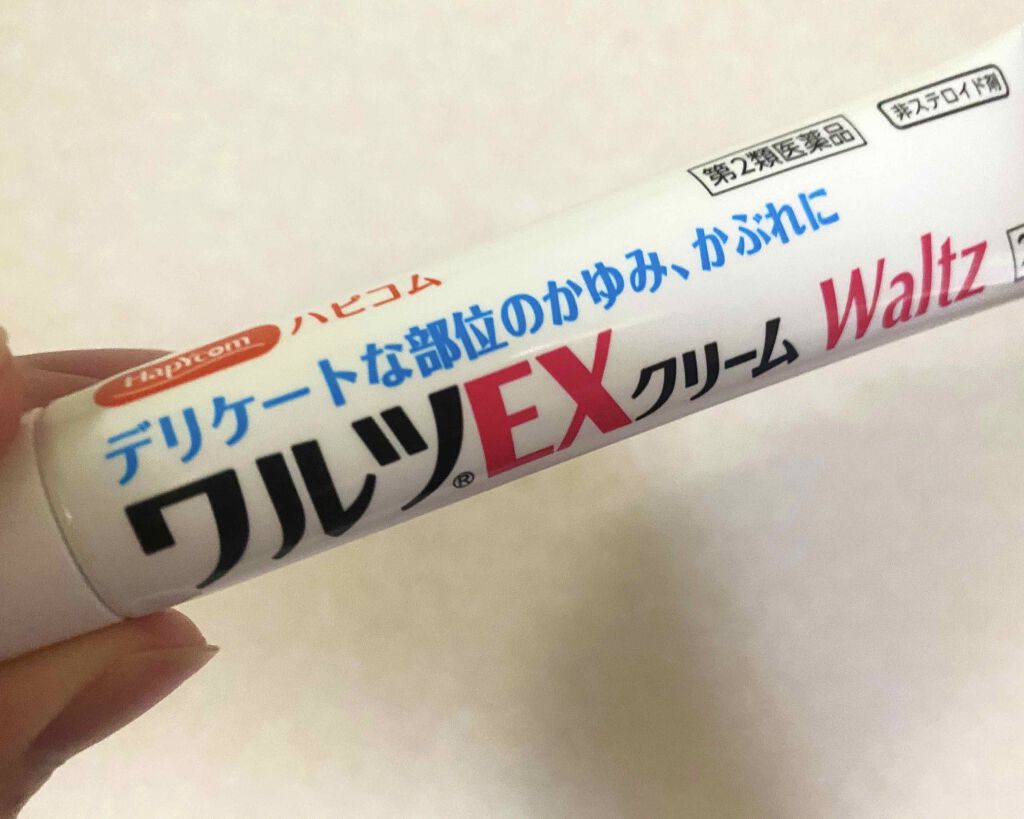 Hapycom ハピコム
第2類医薬品
非ステロイド剤
デリケートな部位のかゆみ、かぶれに
ワルツ®EXクリーム Waltz